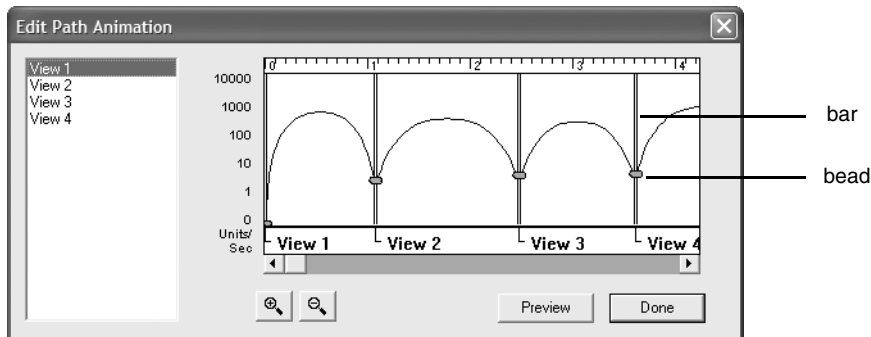 Edit Path Animation
View 1
View 2
View 3
View 4
0 1 2 3 4
10000
1000
100
10
1
0
Units/
Sec
View 1 View 2 View 3 View 4
Preview Done
bar
bead